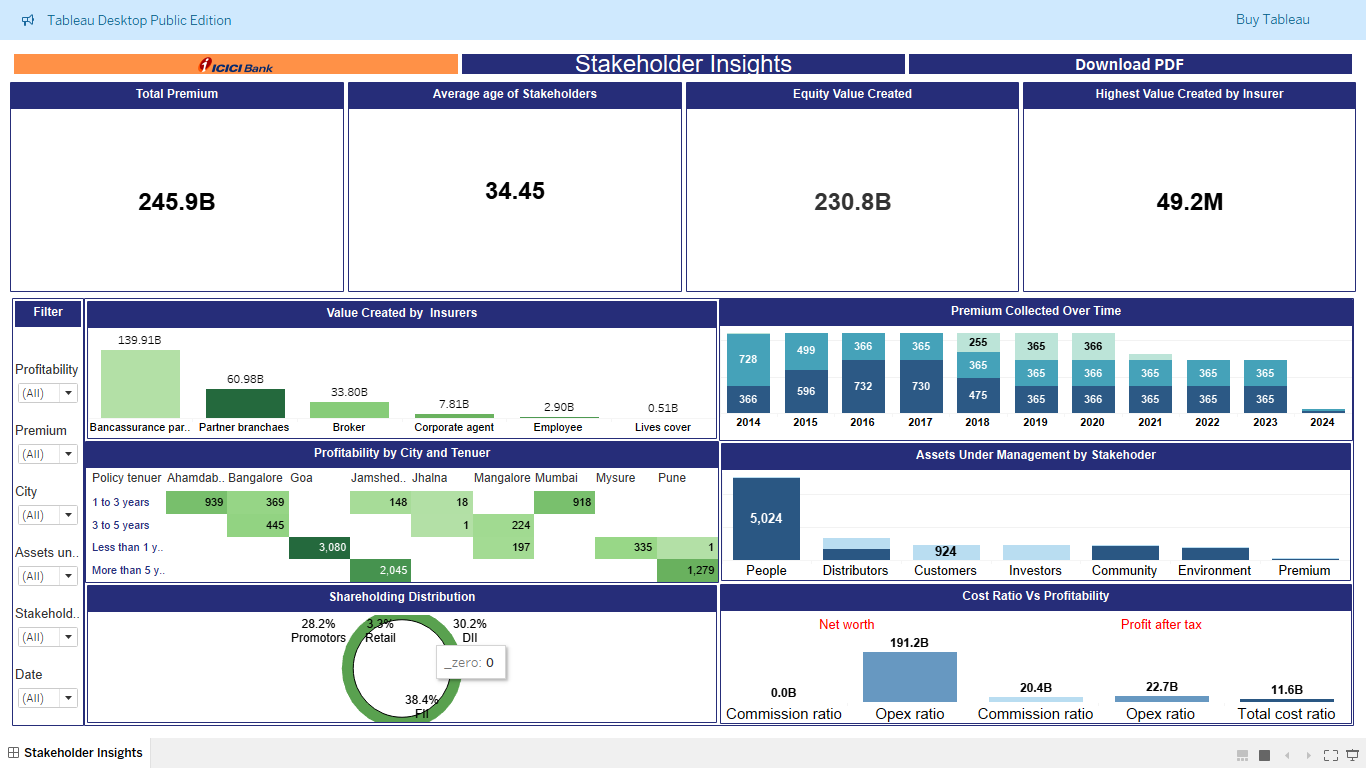 Tableau Desktop Public Edition
Buy Tableau
ICICI Bank
Stakeholder Insights
Download PDF
Total Premium
Average age of Stakeholders
Equity Value Created
Highest Value Created by Insurer
245.9B
34.45
230.8B
49.2M
Filter
Profitability
(All)
Premium
(All)
City
(All)
Assets un..
(All)
Stakehold..
(All)
Date
(All)
Value Created by Insurers
139.91B
60.98B
33.80B
7.81B
2.90B
0.51B
Bancassurance par.. Partner branchaes Broker Corporate agent Employee Lives cover
Premium Collected Over Time
728 499 366 365 255 365 366
365 365 366 365 365 365
366 596 732 730 475 365 366 365 365 365
2014 2015 2016 2017 2018 2019 2020 2021 2022 2023 2024
Profitability by City and Tenuer
Policy tenuer Ahamdab.. Bangalore Goa Jamshed.. Jhalna Mangalore Mumbai Mysure Pune
1 to 3 years 939 369 148 18 918
3 to 5 years 445 1 224
Less than 1 y.. 3,080 197 335 1
More than 5 y.. 2,045 1,279
Assets Under Management by Stakehoder
5,024
924
People Distributors Customers Investors Community Environment Premium
Shareholding Distribution
28.2%
Promotors
3.3%
Retail
30.2%
DII
_zero: 0
38.4%
FII
Cost Ratio Vs Profitability
Net worth Profit after tax
0.0B 191.2B 20.4B 22.7B 11.6B
Commission ratio Opex ratio Commission ratio Opex ratio Total cost ratio
Stakeholder Insights